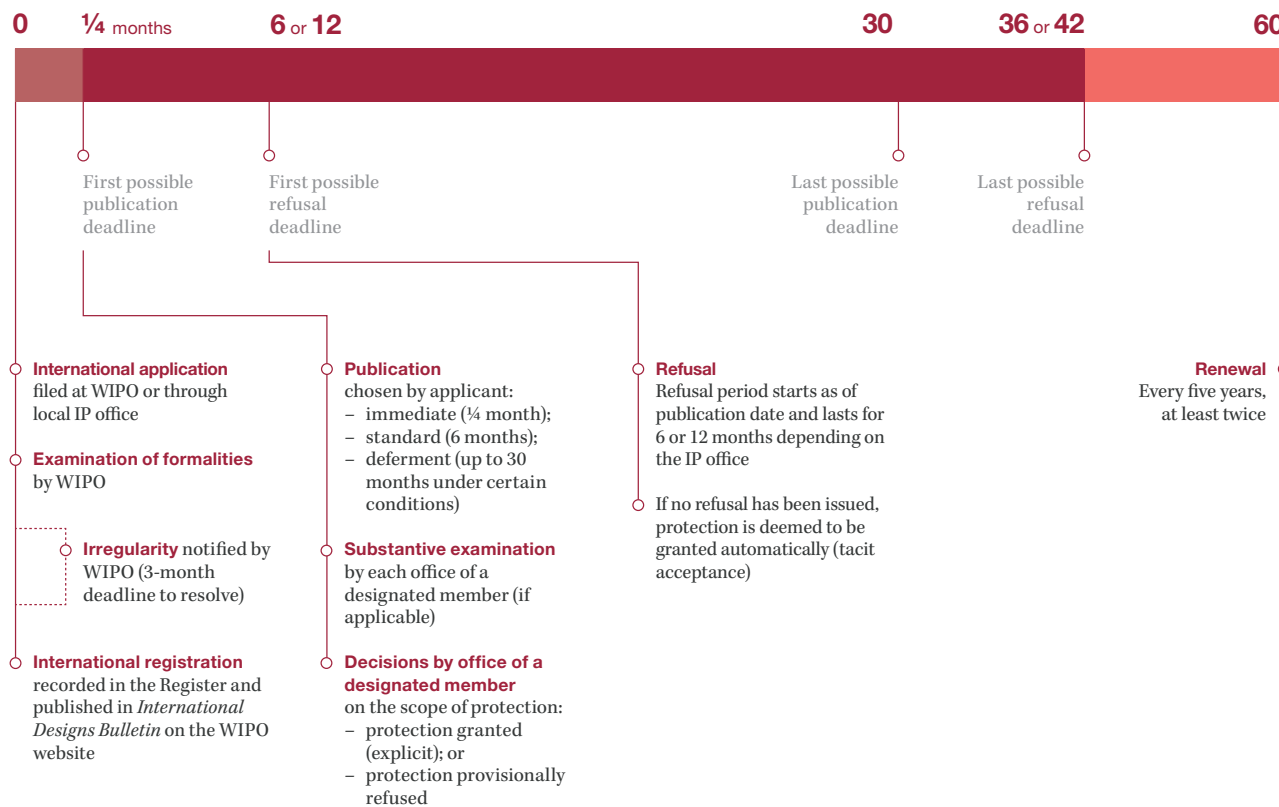 0
¼ months
6 or 12
30
36 or 42
60
First possible
publication
deadline
First possible
refusal
deadline
Last possible
publication
deadline
Last possible
refusal
deadline
International application
filed at WIPO or through
local IP office
Examination of formalities
by WIPO
Irregularity notified by
WIPO (3-month
deadline to resolve)
International registration
recorded in the Register and
published in International
Designs Bulletin on the WIPO
website
Publication
chosen by applicant:
– immediate (¼ month);
– standard (6 months);
– deferment (up to 30
months under certain
conditions)
Substantive examination
by each office of a
designated member (if
applicable)
Decisions by office of a
designated member
on the scope of protection:
– protection granted
(explicit); or
– protection provisionally
refused
Refusal
Refusal period starts as of
publication date and lasts for
6 or 12 months depending on
the IP office
If no refusal has been issued,
protection is deemed to be
granted automatically (tacit
acceptance)
Renewal
Every five years,
at least twice